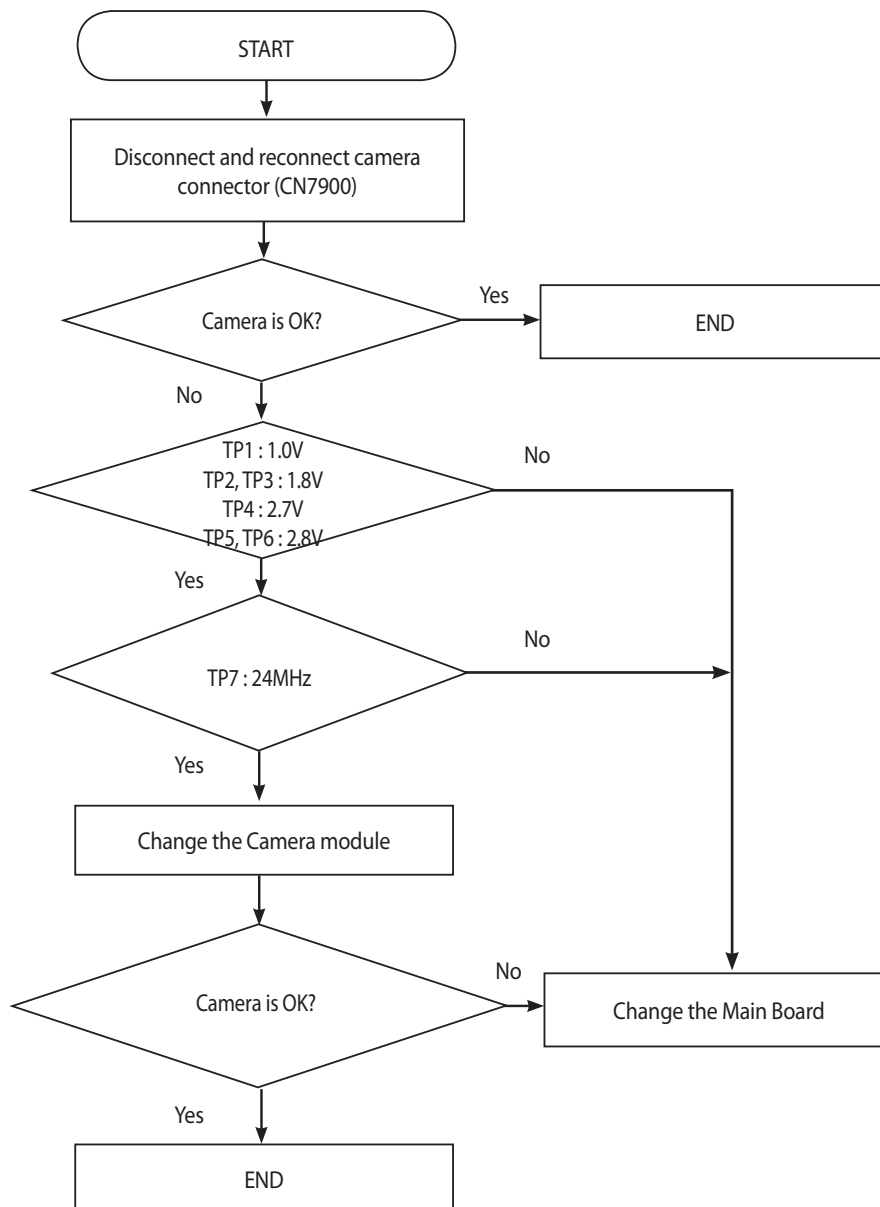 START
Disconnect and reconnect camera
connector (CN7900)
Camera is OK?
Yes
END
No
TP1 : 1.0V
TP2, TP3 : 1.8V
TP4 : 2.7V
TP5, TP6 : 2.8V
No
Yes
TP7 : 24MHz
No
Yes
Change the Camera module
Camera is OK?
No
Change the Main Board
Yes
END